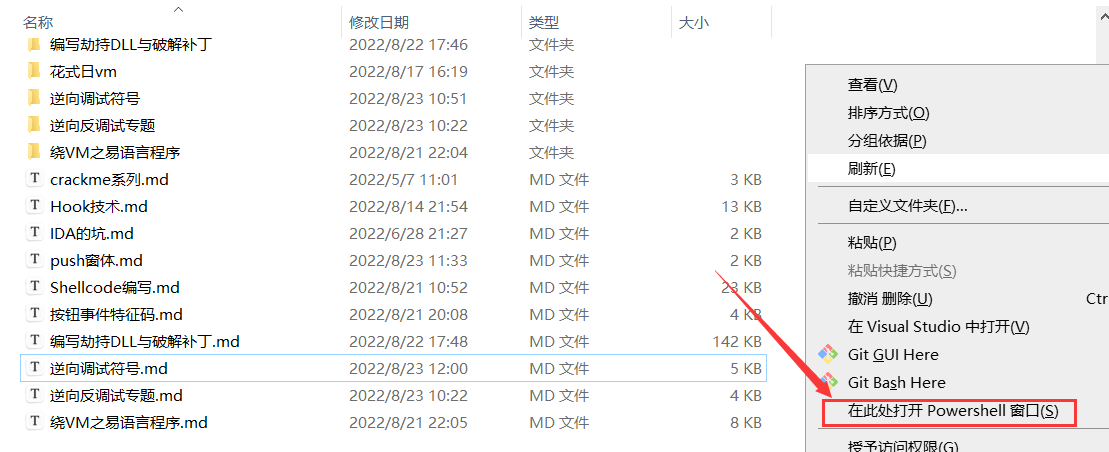 名称 修改日期 类型 大小
编写劫持DLL与破解补丁 2022/8/22 17:46 文件夹
花式日vm 2022/8/17 16:19 文件夹
逆向调试符号 2022/8/23 10:51 文件夹
逆向反调试专题 2022/8/23 10:22 文件夹
绕VM之易语言程序 2022/8/21 22:04 文件夹
crackme系列.md 2022/5/7 11:01 MD 文件 3 KB
Hook技术.md 2022/8/14 21:54 MD 文件 13 KB
IDA的坑.md 2022/6/28 21:27 MD 文件 2 KB
push窗体.md 2022/8/23 11:33 MD 文件 2 KB
Shellcode编写.md 2022/8/21 10:52 MD 文件 23 KB
按钮事件特征码.md 2022/8/21 20:08 MD 文件 4 KB
编写劫持DLL与破解补丁.md 2022/8/22 17:48 MD 文件 142 KB
逆向调试符号.md 2022/8/23 12:00 MD 文件 5 KB
逆向反调试专题.md 2022/8/23 10:22 MD 文件 4 KB
绕VM之易语言程序.md 2022/8/21 22:05 MD 文件 8 KB
查看(V)
排序方式(O)
分组依据(P)
刷新(E)
自定义文件夹(F)...
粘贴(P)
粘贴快捷方式(S)
撤消 删除(U) Ctr
在 Visual Studio 中打开(V)
Git GUI Here
Git Bash Here
在此处打开 Powershell 窗口(S)
授予访问权限(G)